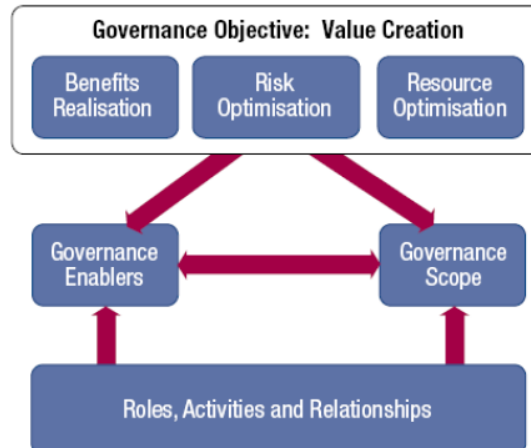 Governance Objective: Value Creation
Benefits
Realisation
Risk
Optimisation
Resource
Optimisation
Governance
Enablers
Governance
Scope
Roles, Activities and Relationships